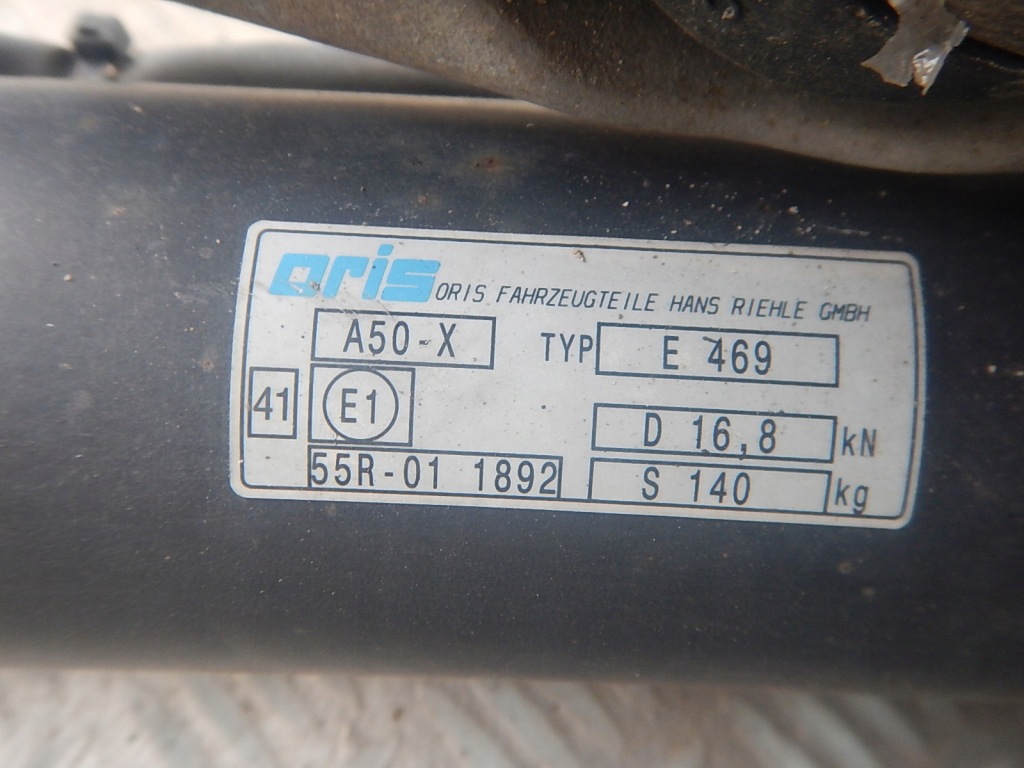 oris ORIS FAHRZEUGTEILE HANS RIEHLE GMBH
A50-X TYP E 469
41 E1 D 16,8 kN
55R-01 1892 S 140 kg